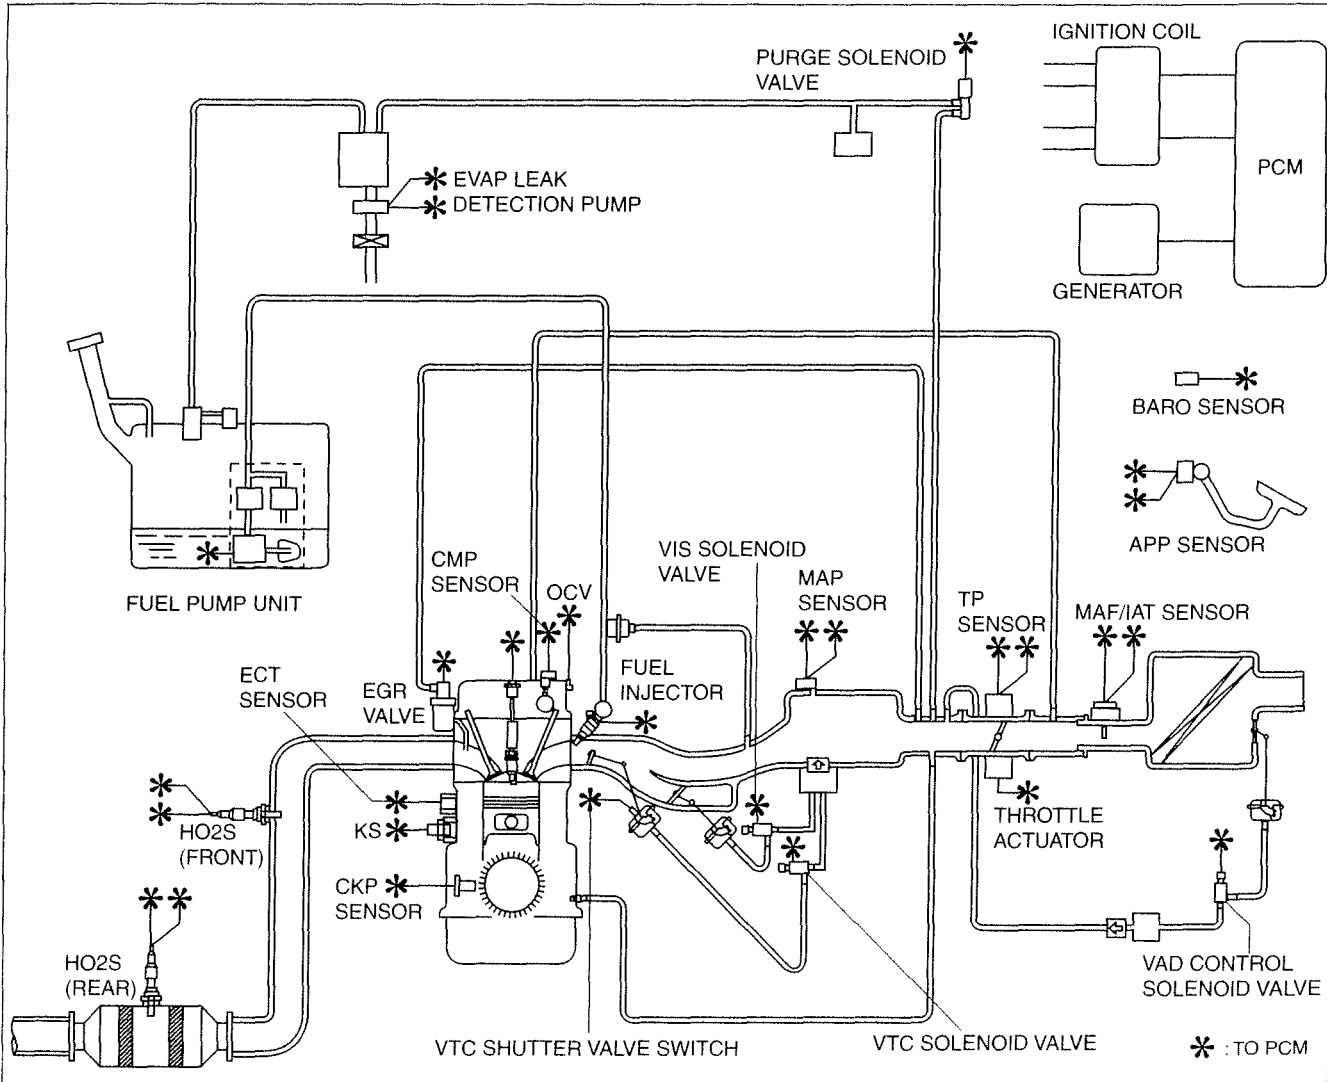 IGNITION COIL
PURGE SOLENOID
VALVE
PCM
EVAP LEAK
DETECTION PUMP
GENERATOR
BARO SENSOR
APP SENSOR
FUEL PUMP UNIT
CMP
SENSOR
OCV
VIS SOLENOID
VALVE
MAP
SENSOR
TP
SENSOR
MAF/IAT SENSOR
ECT
SENSOR
EGR
VALVE
FUEL
INJECTOR
HO2S
(FRONT)
KS
THROTTLE
ACTUATOR
CKP
SENSOR
HO2S
(REAR)
VAD CONTROL
SOLENOID VALVE
VTC SHUTTER VALVE SWITCH
VTC SOLENOID VALVE
: TO PCM